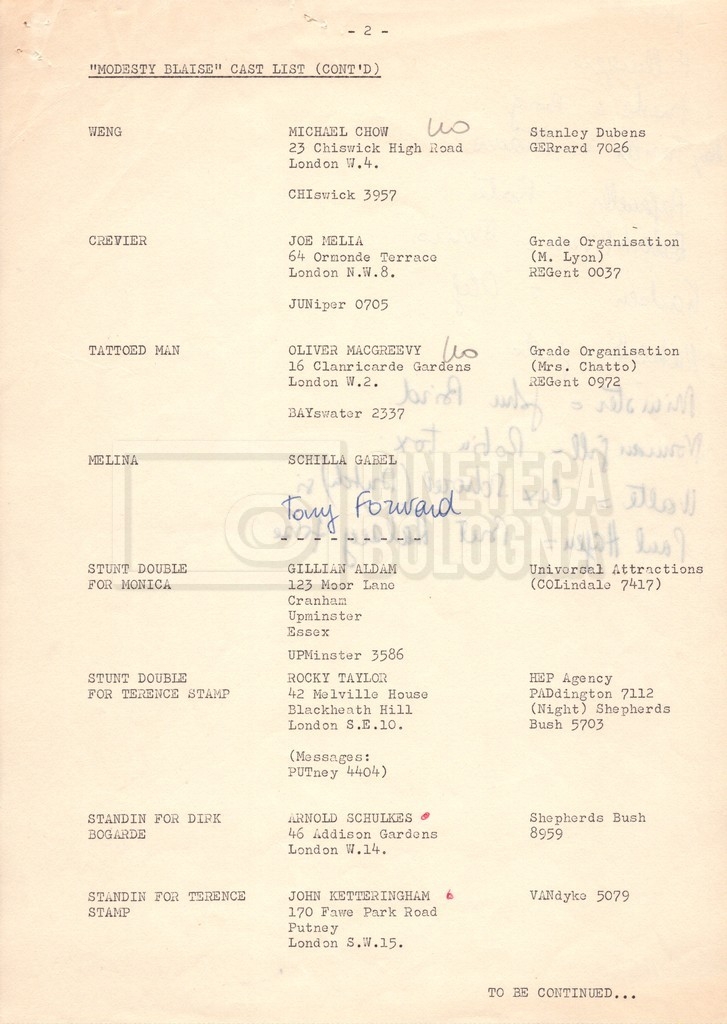 - 2 -
"MODESTY BLAISE" CAST LIST (CONT'D)
WENG MICHAEL CHOW Stanley Dubens
23 Chiswick High Road GERrard 7026
London W.4.
CHIswick 3957
CREVIER JOE MELIA Grade Organisation
64 Ormonde Terrace (M. Lyon)
London N.W.8. REGent 0037
JUNiper 0705
TATTOED MAN OLIVER MACGREEVY Grade Organisation
16 Clanricarde Gardens (Mrs. Chatto)
London W.2. REGent 0972
BAYswater 2337
MELINA SCHILLA GABEL
Tony Forward
CINETECA
BOLOGNA
STUNT DOUBLE GILLIAN ALDAM Universal Attractions
FOR MONICA 123 Moor Lane (COLindale 7417)
Cranham
Upminster
Essex
UPMinster 3586
STUNT DOUBLE ROCKY TAYLOR HEP Agency
FOR TERENCE STAMP 42 Melville House PADdington 7112
Blackheath Hill (Night) Shepherds
London S.E.10. Bush 5703
(Messages:
PUTney 4404)
STANDIN FOR DIRK ARNOLD SCHULKES Shepherds Bush
BOGARDE 46 Addison Gardens 8959
London W.14.
STANDIN FOR TERENCE JOHN KETTERINGHAM VANdyke 5079
STAMP 170 Fawe Park Road
Putney
London S.W.15.
TO BE CONTINUED...